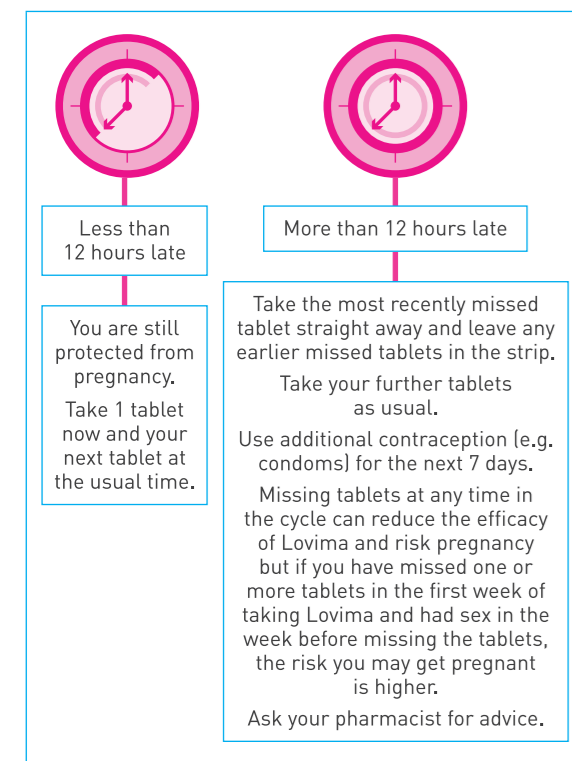 Less than
12 hours late
You are still
protected from
pregnancy.
Take 1 tablet
now and your
next tablet at
the usual time.
More than 12 hours late
Take the most recently missed
tablet straight away and leave any
earlier missed tablets in the strip.
Take your further tablets
as usual.
Use additional contraception (e.g.
condoms) for the next 7 days.
Missing tablets at any time in
the cycle can reduce the efficacy
of Lovima and risk pregnancy
but if you have missed one or
more tablets in the first week of
taking Lovima and had sex in the
week before missing the tablets,
the risk you may get pregnant
is higher.
Ask your pharmacist for advice.